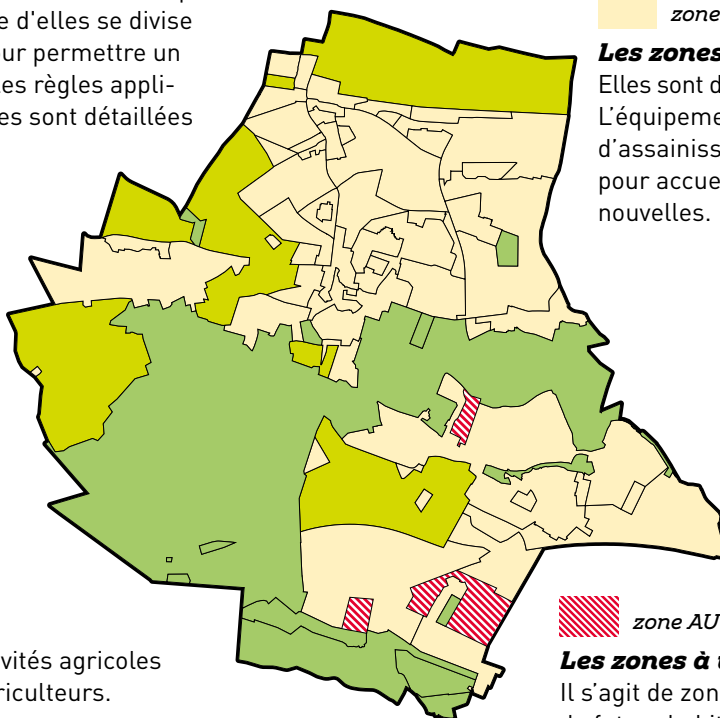 e d'elles se divise
our permettre un
es règles appli-
es sont détaillées
zone
Les zones
Elles sont d
L'équipeme
d'assainiss
pour accue
nouvelles.
vités agricoles
riculteurs.
zone AU
Les zones à u
Il s'agit de zon